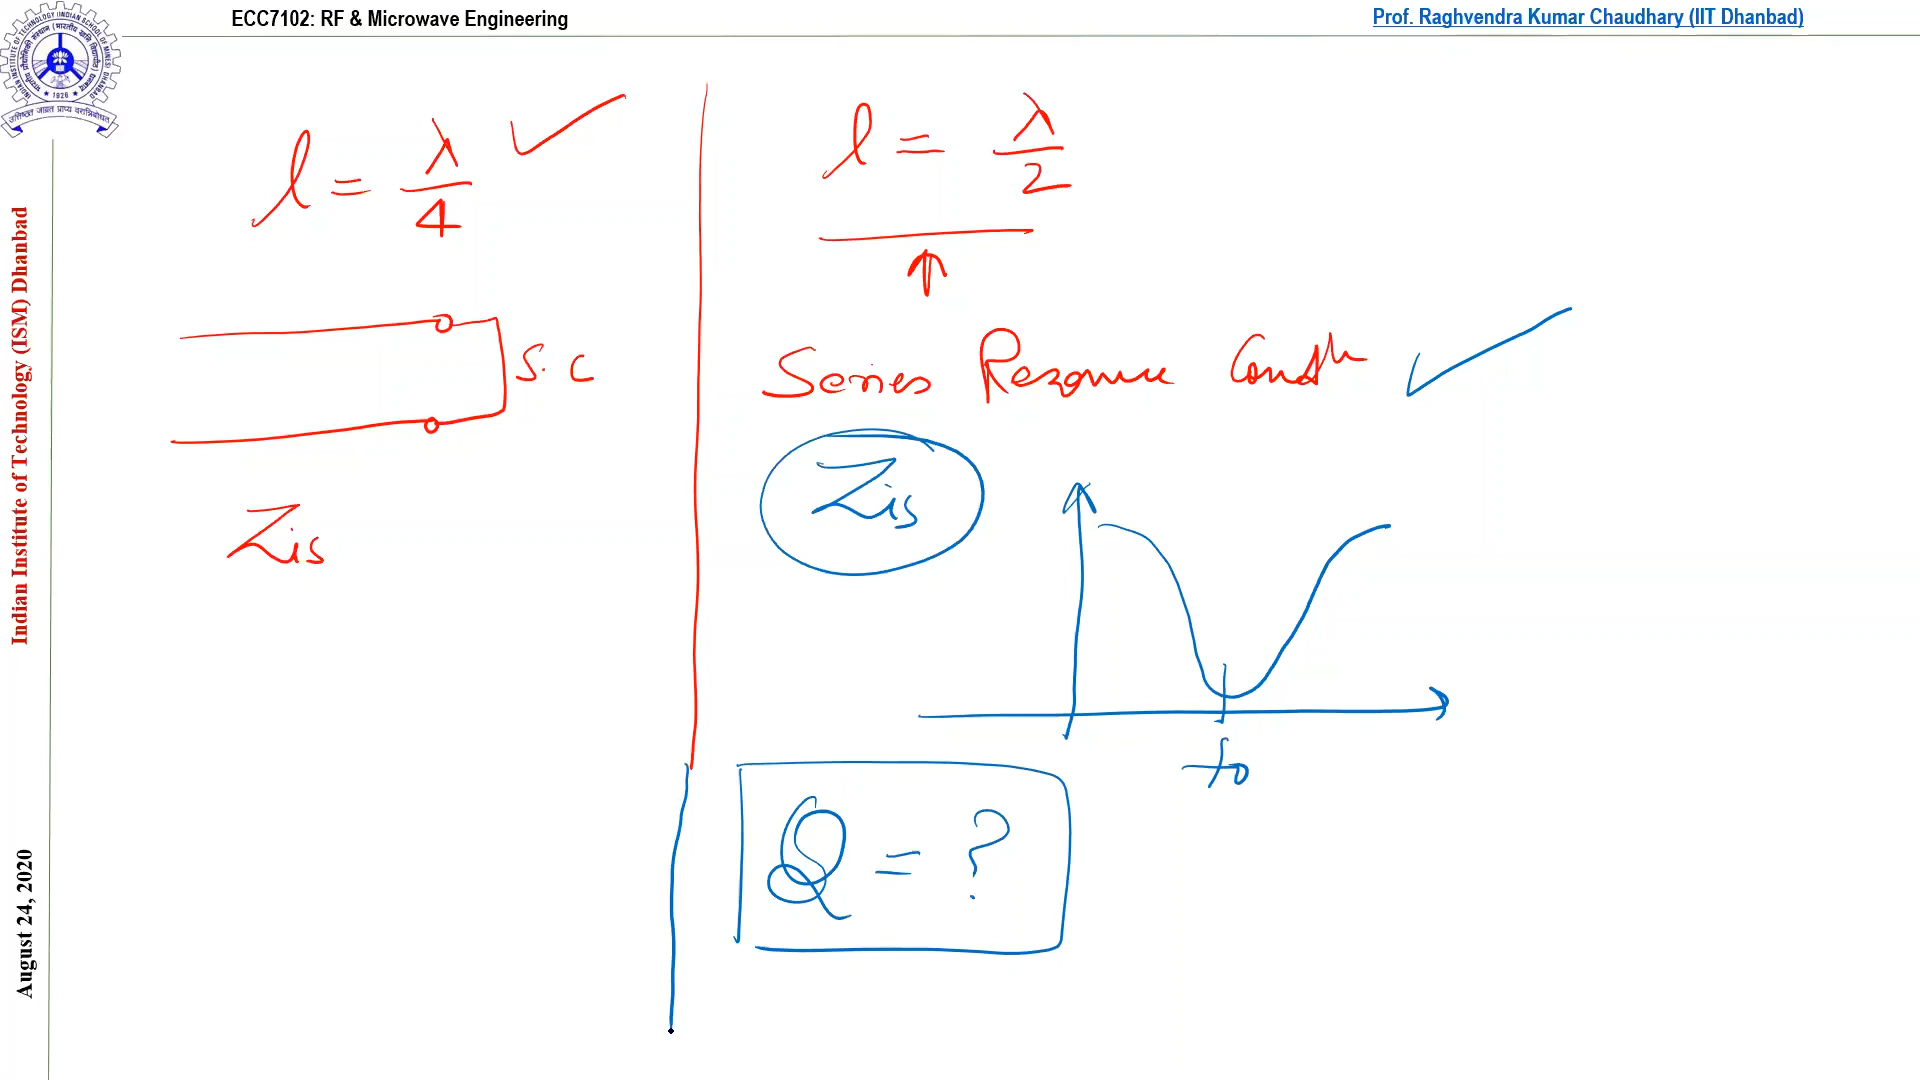 ECC7102: RF & Microwave Engineering
Prof. Raghvendra Kumar Chaudhary (IIT Dhanbad)
Indian Institute of Technology (ISM) Dhanbad
August 24, 2020
1926
l = λ/4
S.C
Zis
l = λ/2
Series Resonance Condn
Zis
f0
Q = ?